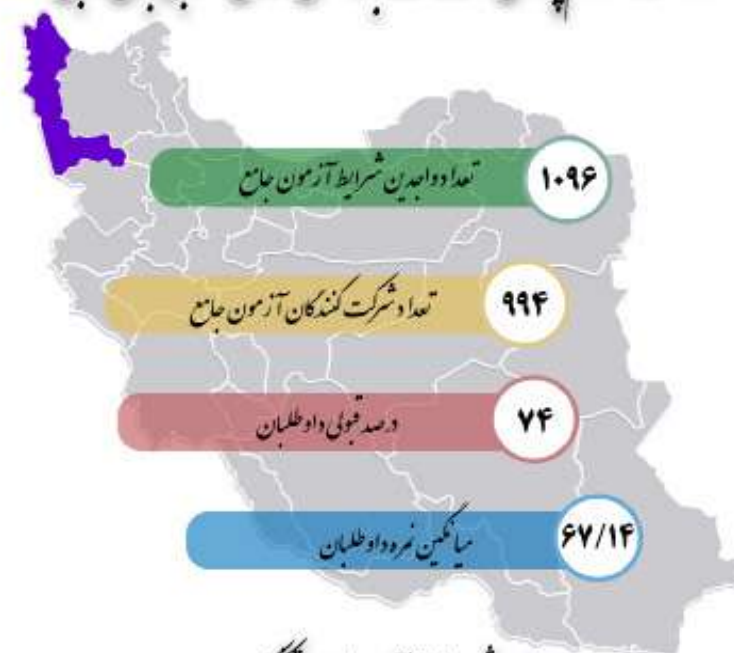 ۱۰۹۶ تعداد واجدین شرایط آزمون جامع
۹۹۴ تعداد شرکت کنندگان آزمون جامع
۷۴ درصد قبولی داوطلبان
۶۷/۱۴ میانگین نمره داوطلبان